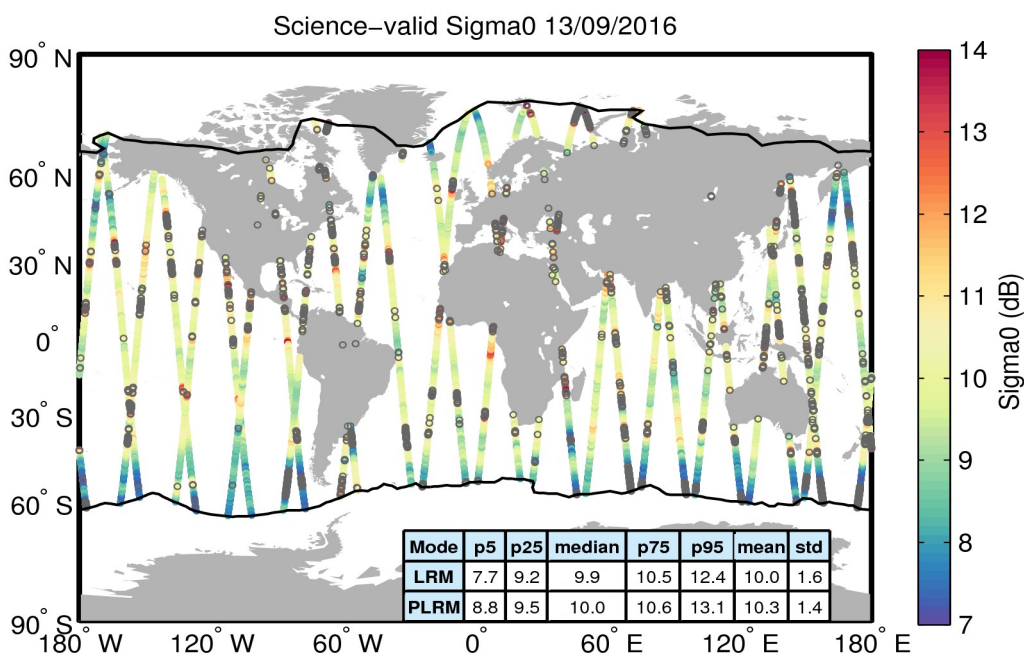 Science−valid Sigma0 13/09/2016
90° N
60° N
30° N
0°
30° S
60° S
90° S
180° W 120° W 60° W 0° 60° E 120° E 180° E
Mode p5 p25 median p75 p95 mean std
LRM 7.7 9.2 9.9 10.5 12.4 10.0 1.6
PLRM 8.8 9.5 10.0 10.6 13.1 10.3 1.4
14
13
12
11
10
9
8
7
Sigma0 (dB)